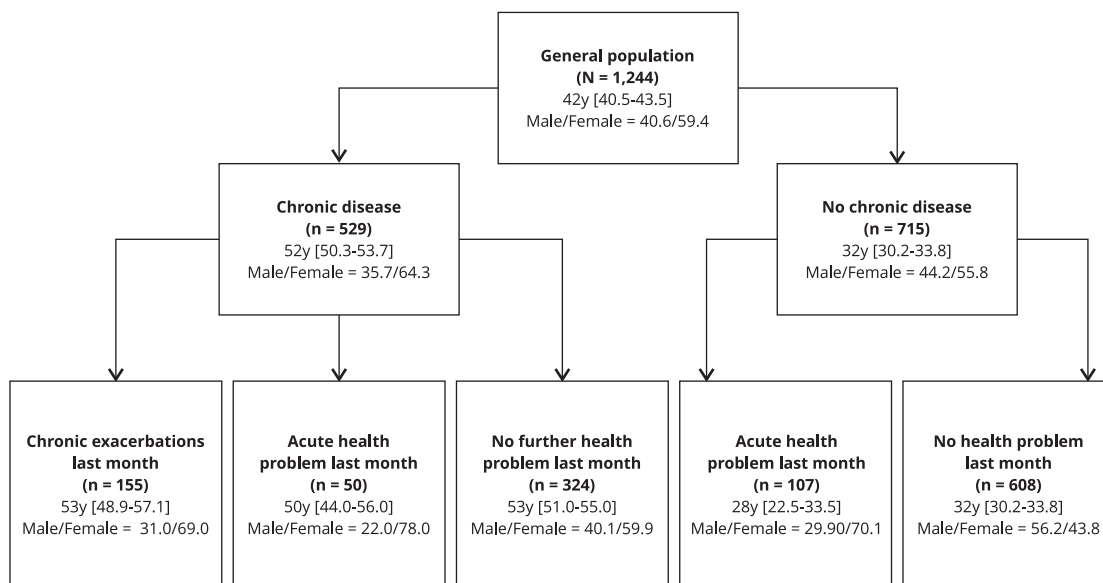 General population
(N = 1,244)
42y [40.5-43.5]
Male/Female = 40.6/59.4
Chronic disease
(n = 529)
52y [50.3-53.7]
Male/Female = 35.7/64.3
No chronic disease
(n = 715)
32y [30.2-33.8]
Male/Female = 44.2/55.8
Chronic exacerbations
last month
(n = 155)
53y [48.9-57.1]
Male/Female =  31.0/69.0
Acute health
problem last month
(n = 50)
50y [44.0-56.0]
Male/Female = 22.0/78.0
No further health
problem last month
(n = 324)
53y [51.0-55.0]
Male/Female = 40.1/59.9
Acute health
problem last month
(n = 107)
28y [22.5-33.5]
Male/Female = 29.90/70.1
No health problem
last month
(n = 608)
32y [30.2-33.8]
Male/Female = 56.2/43.8